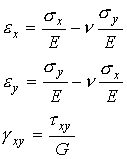 ε_x = σ_x/E − ν σ_y/E
ε_y = σ_y/E − ν σ_x/E
γ_xy = τ_xy/G